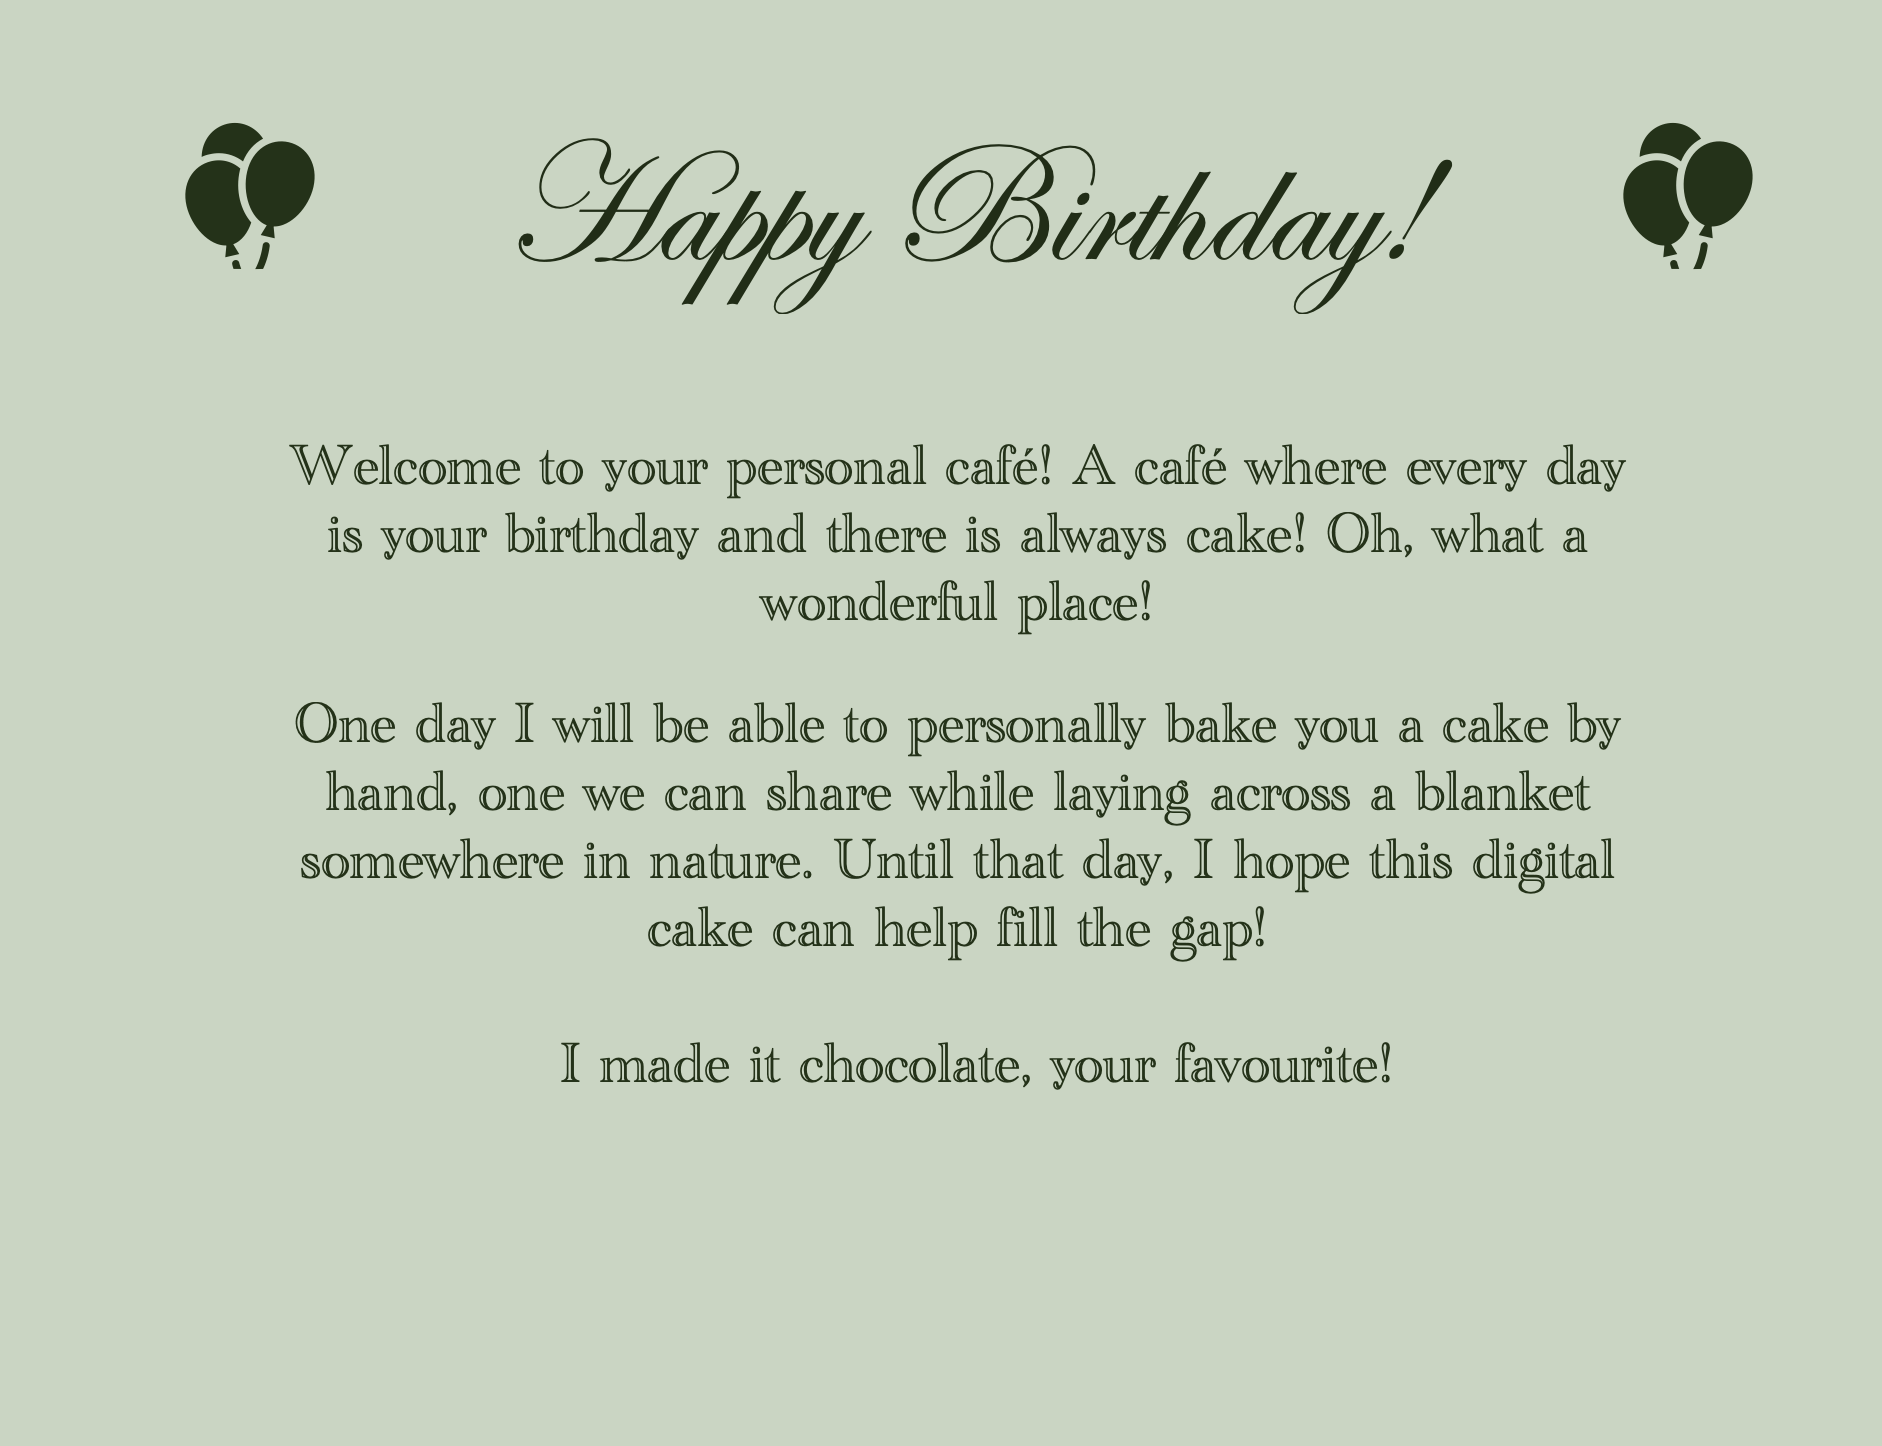 Happy Birthday!
Welcome to your personal café! A café where every day
is your birthday and there is always cake! Oh, what a
wonderful place!
One day I will be able to personally bake you a cake by
hand, one we can share while laying across a blanket
somewhere in nature. Until that day, I hope this digital
cake can help fill the gap!
I made it chocolate, your favourite!